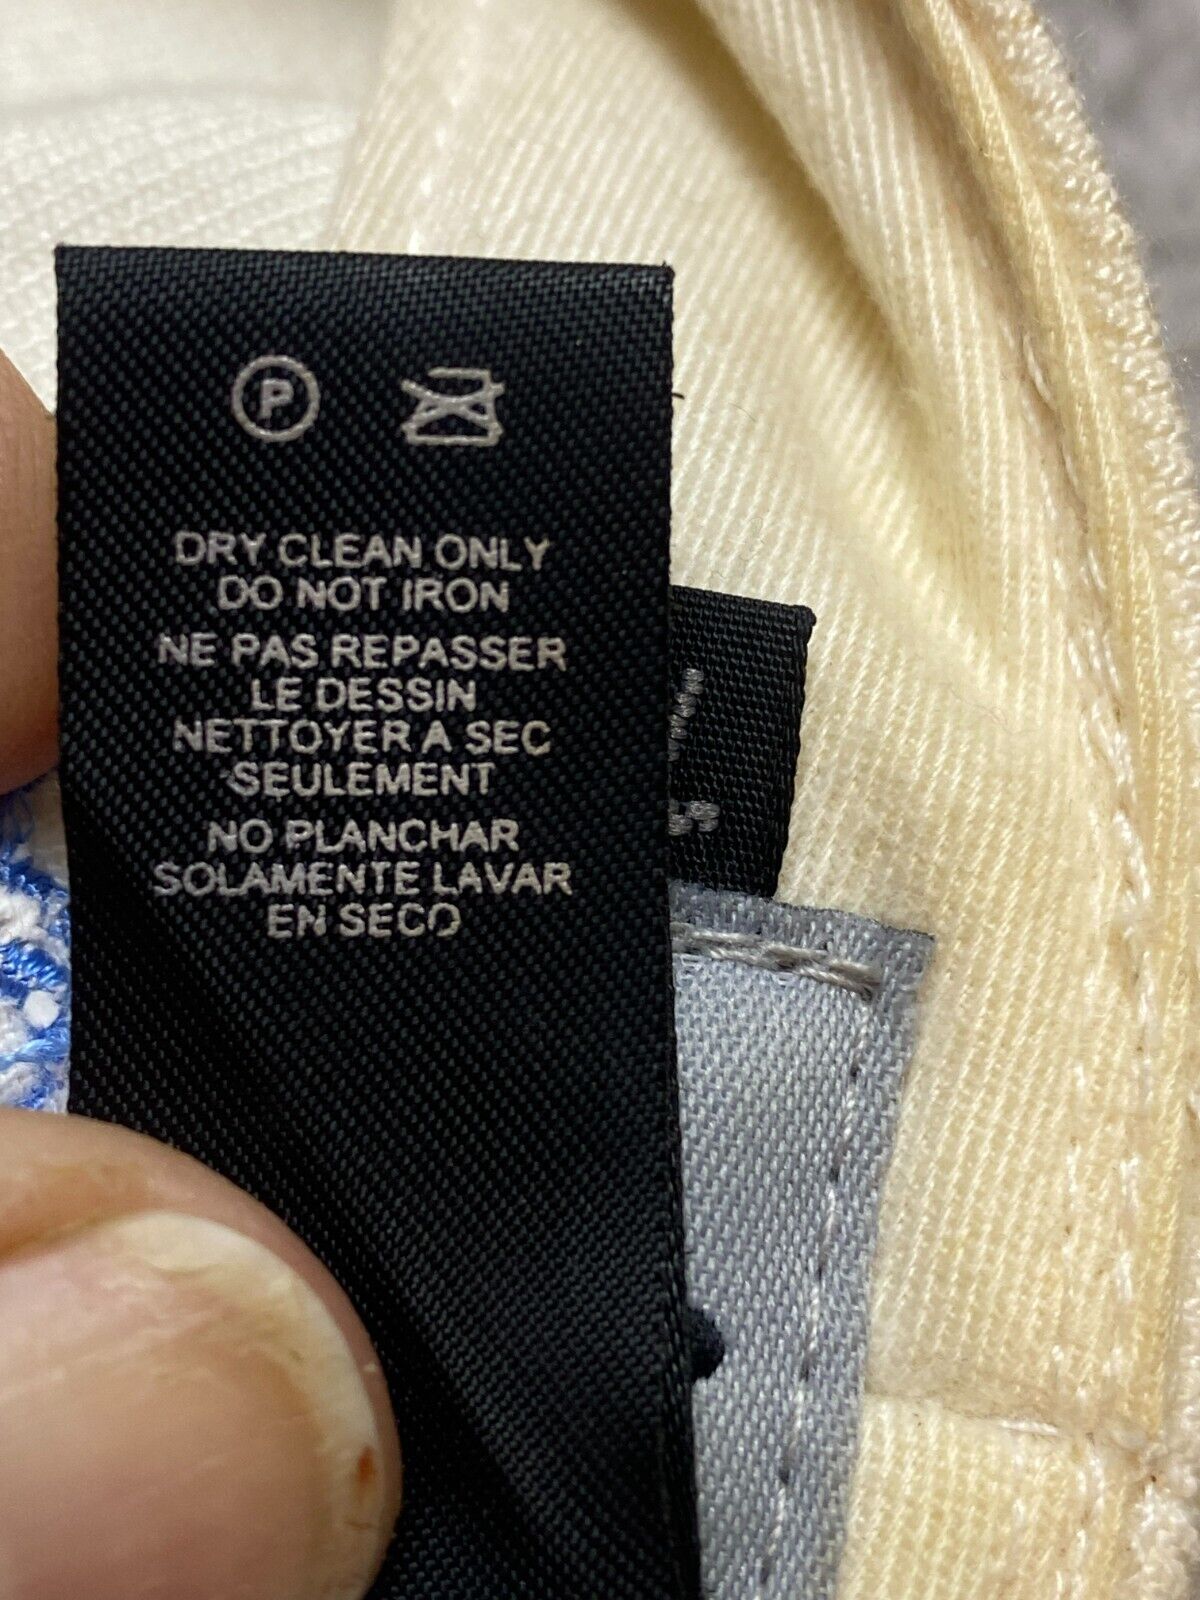 P
DRY CLEAN ONLY
DO NOT IRON
NE PAS REPASSER
LE DESSIN
NETTOYER A SEC
SEULEMENT
NO PLANCHAR
SOLAMENTE LAVAR
EN SECO